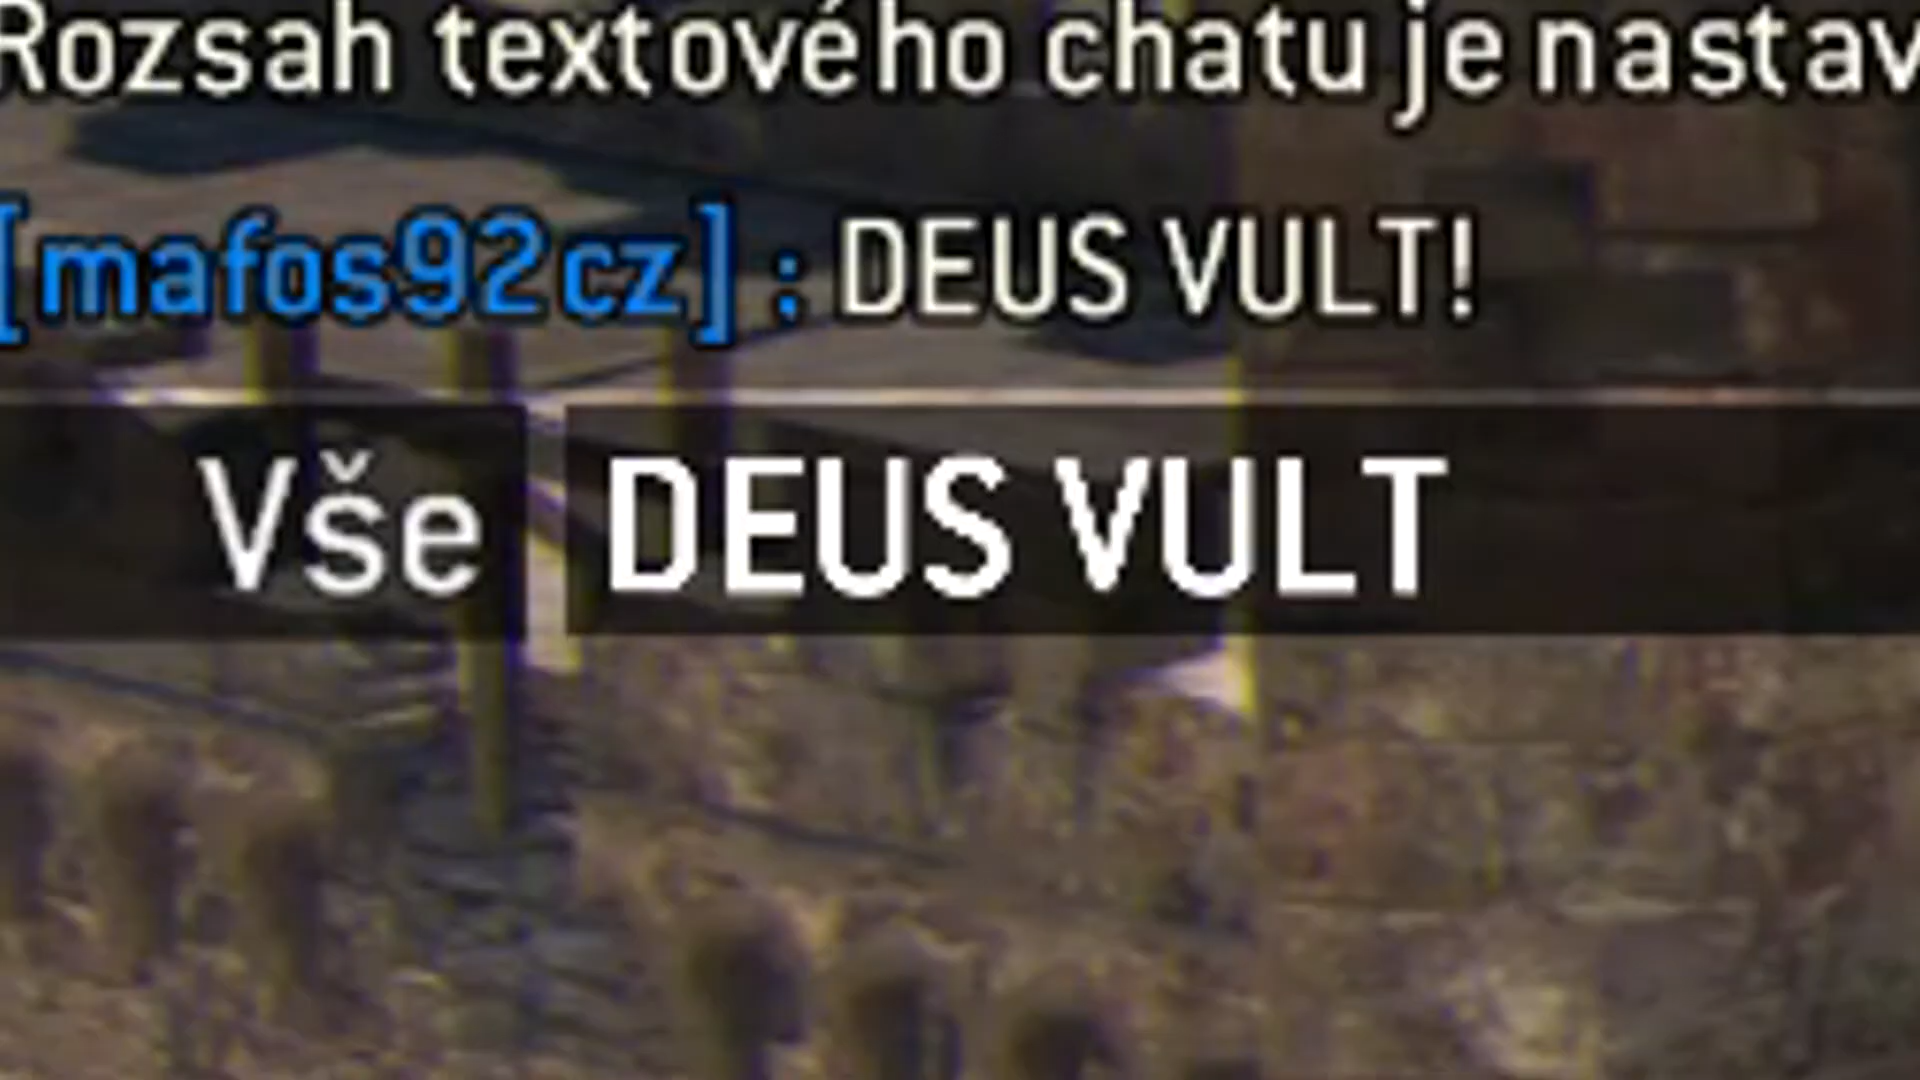 Rozsah textového chatu je nastav
[mafos92cz] : DEUS VULT!
Vše DEUS VULT